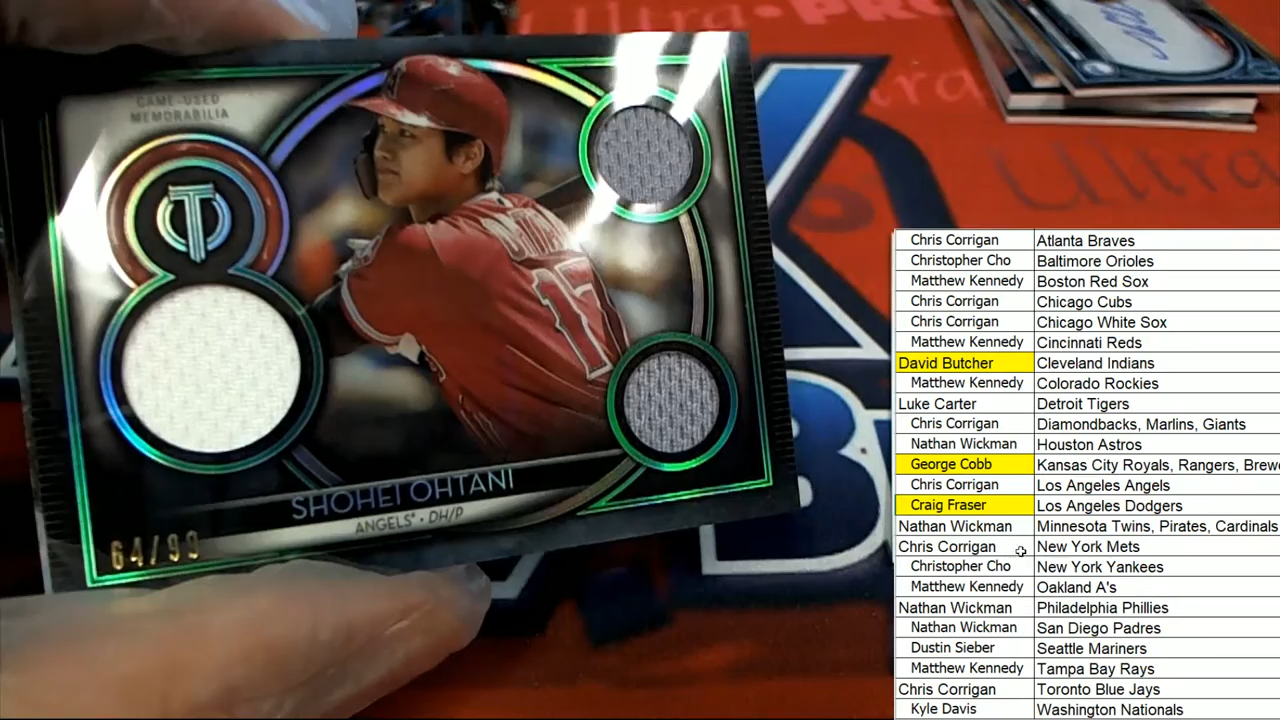 GAME-USED
MEMORABILIA
T
OHTANI
17
SHOHEI OHTANI
ANGELS • DH/P
64/99
Ultra PRO
Ultra
Chris Corrigan Atlanta Braves
Christopher Cho Baltimore Orioles
Matthew Kennedy Boston Red Sox
Chris Corrigan Chicago Cubs
Chris Corrigan Chicago White Sox
Matthew Kennedy Cincinnati Reds
David Butcher Cleveland Indians
Matthew Kennedy Colorado Rockies
Luke Carter Detroit Tigers
Chris Corrigan Diamondbacks, Marlins, Giants
Nathan Wickman Houston Astros
George Cobb Kansas City Royals, Rangers, Brewe
Chris Corrigan Los Angeles Angels
Craig Fraser Los Angeles Dodgers
Nathan Wickman Minnesota Twins, Pirates, Cardinals
Chris Corrigan New York Mets
Christopher Cho New York Yankees
Matthew Kennedy Oakland A's
Nathan Wickman Philadelphia Phillies
Nathan Wickman San Diego Padres
Dustin Sieber Seattle Mariners
Matthew Kennedy Tampa Bay Rays
Chris Corrigan Toronto Blue Jays
Kyle Davis Washington Nationals